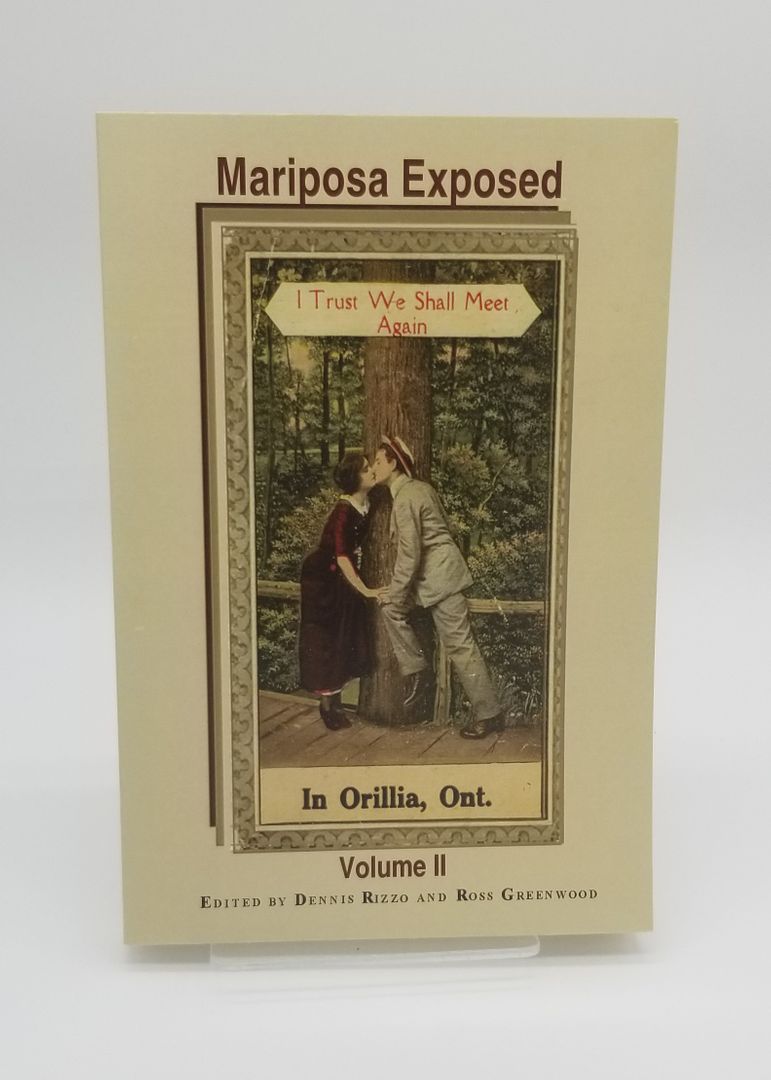 Mariposa Exposed
I Trust We Shall Meet
Again
In Orillia, Ont.
Volume II
Edited by Dennis Rizzo and Ross Greenwood